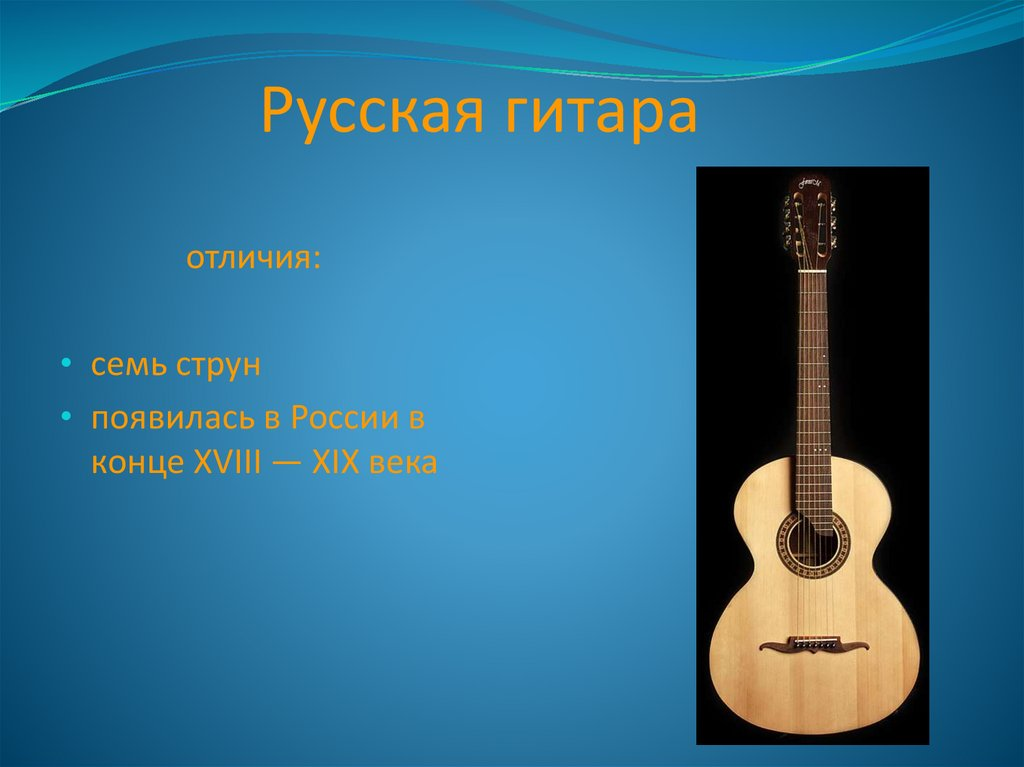 Русская гитара
отличия:
• семь струн
• появилась в России в
конце XVIII — XIX века